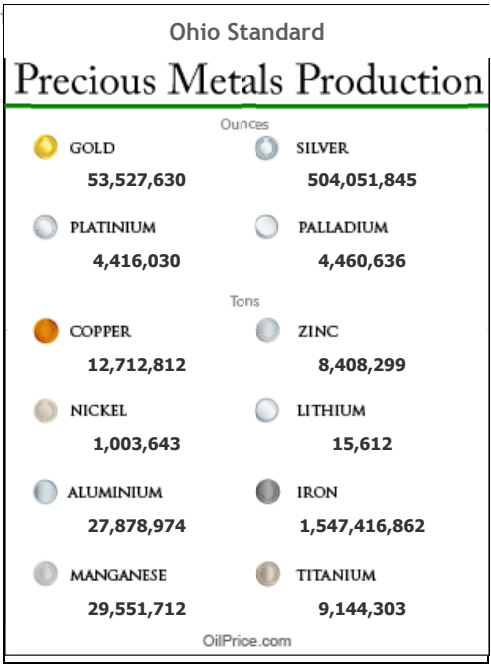 Ohio Standard
Precious Metals Production
Ounces
GOLD SILVER
53,527,630 504,051,845
PLATINIUM PALLADIUM
4,416,030 4,460,636
Tons
COPPER ZINC
12,712,812 8,408,299
NICKEL LITHIUM
1,003,643 15,612
ALUMINIUM IRON
27,878,974 1,547,416,862
MANGANESE TITANIUM
29,551,712 9,144,303
OilPrice.com